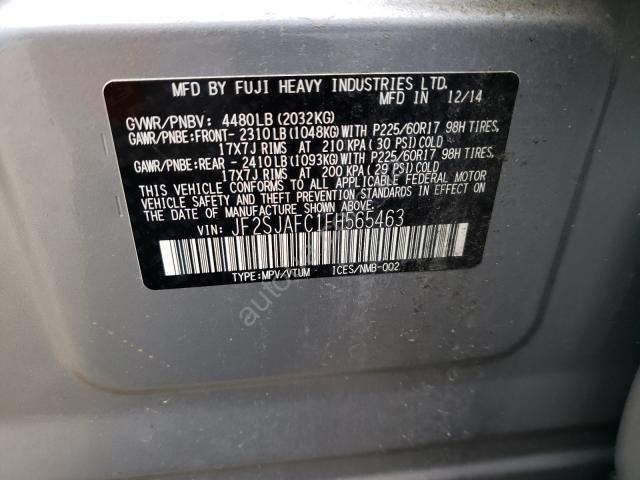 MFD BY FUJI HEAVY INDUSTRIES LTD.
MFD IN 12/14
GVWR/PNBV: 4480LB (2032KG)
GAWR/PNBE:FRONT- 2310LB(1048KG)WITH P225/60R17 98H TIRES,
17X7J RIMS AT 210 KPA( 30 PSI)COLD
GAWR/PNBE:REAR - 2410LB(1093KG)WITH P225/60R17 98H TIRES,
17X7J RIMS AT 200 KPA (29 PSI)COLD
THIS VEHICLE CONFORMS TO ALL APPLICABLE FEDERAL MOTOR
VEHICLE SAFETY AND THEFT PREVENTION STANDARDS IN EFFECT
ON THE DATE OF MANUFACTURE SHOWN ABOVE.
VIN: JF2SJAFC1FH565463
TYPE:MPV/VTUM ICES/NMB-002